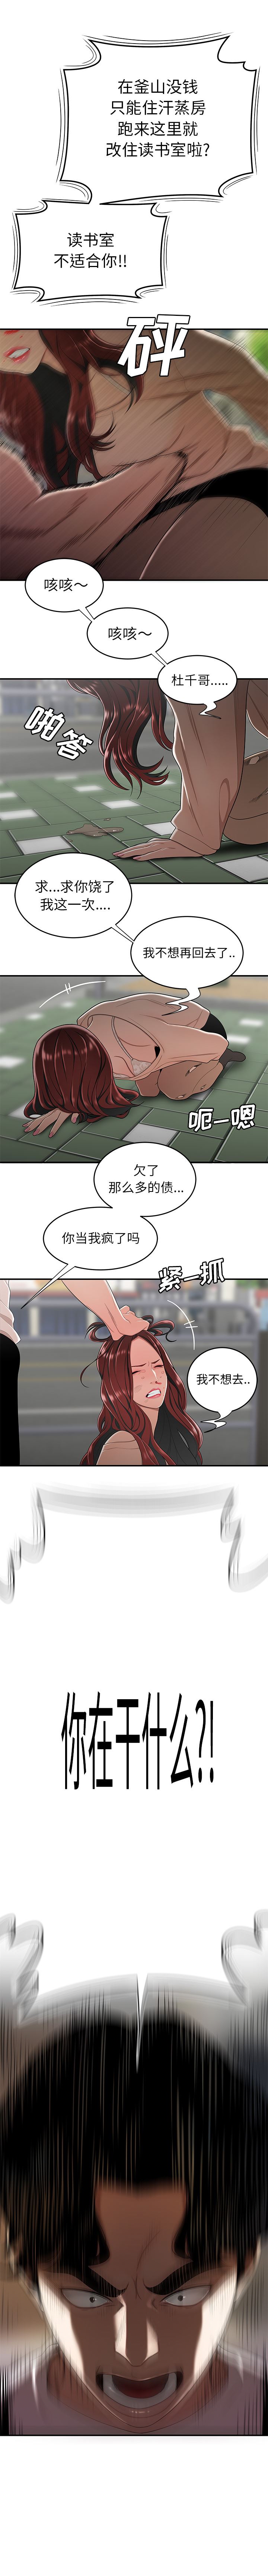 在釜山没钱
只能住汗蒸房
跑来这里就
改住读书室啦?
读书室
不适合你!!
砰
咳咳～
咳咳～
杜千哥.....
啪答
求...求你饶了
我这一次....
我不想再回去了..
呃—嗯
欠了
那么多的债...
你当我疯了吗
紧—抓
我不想去..
你在干什么?!